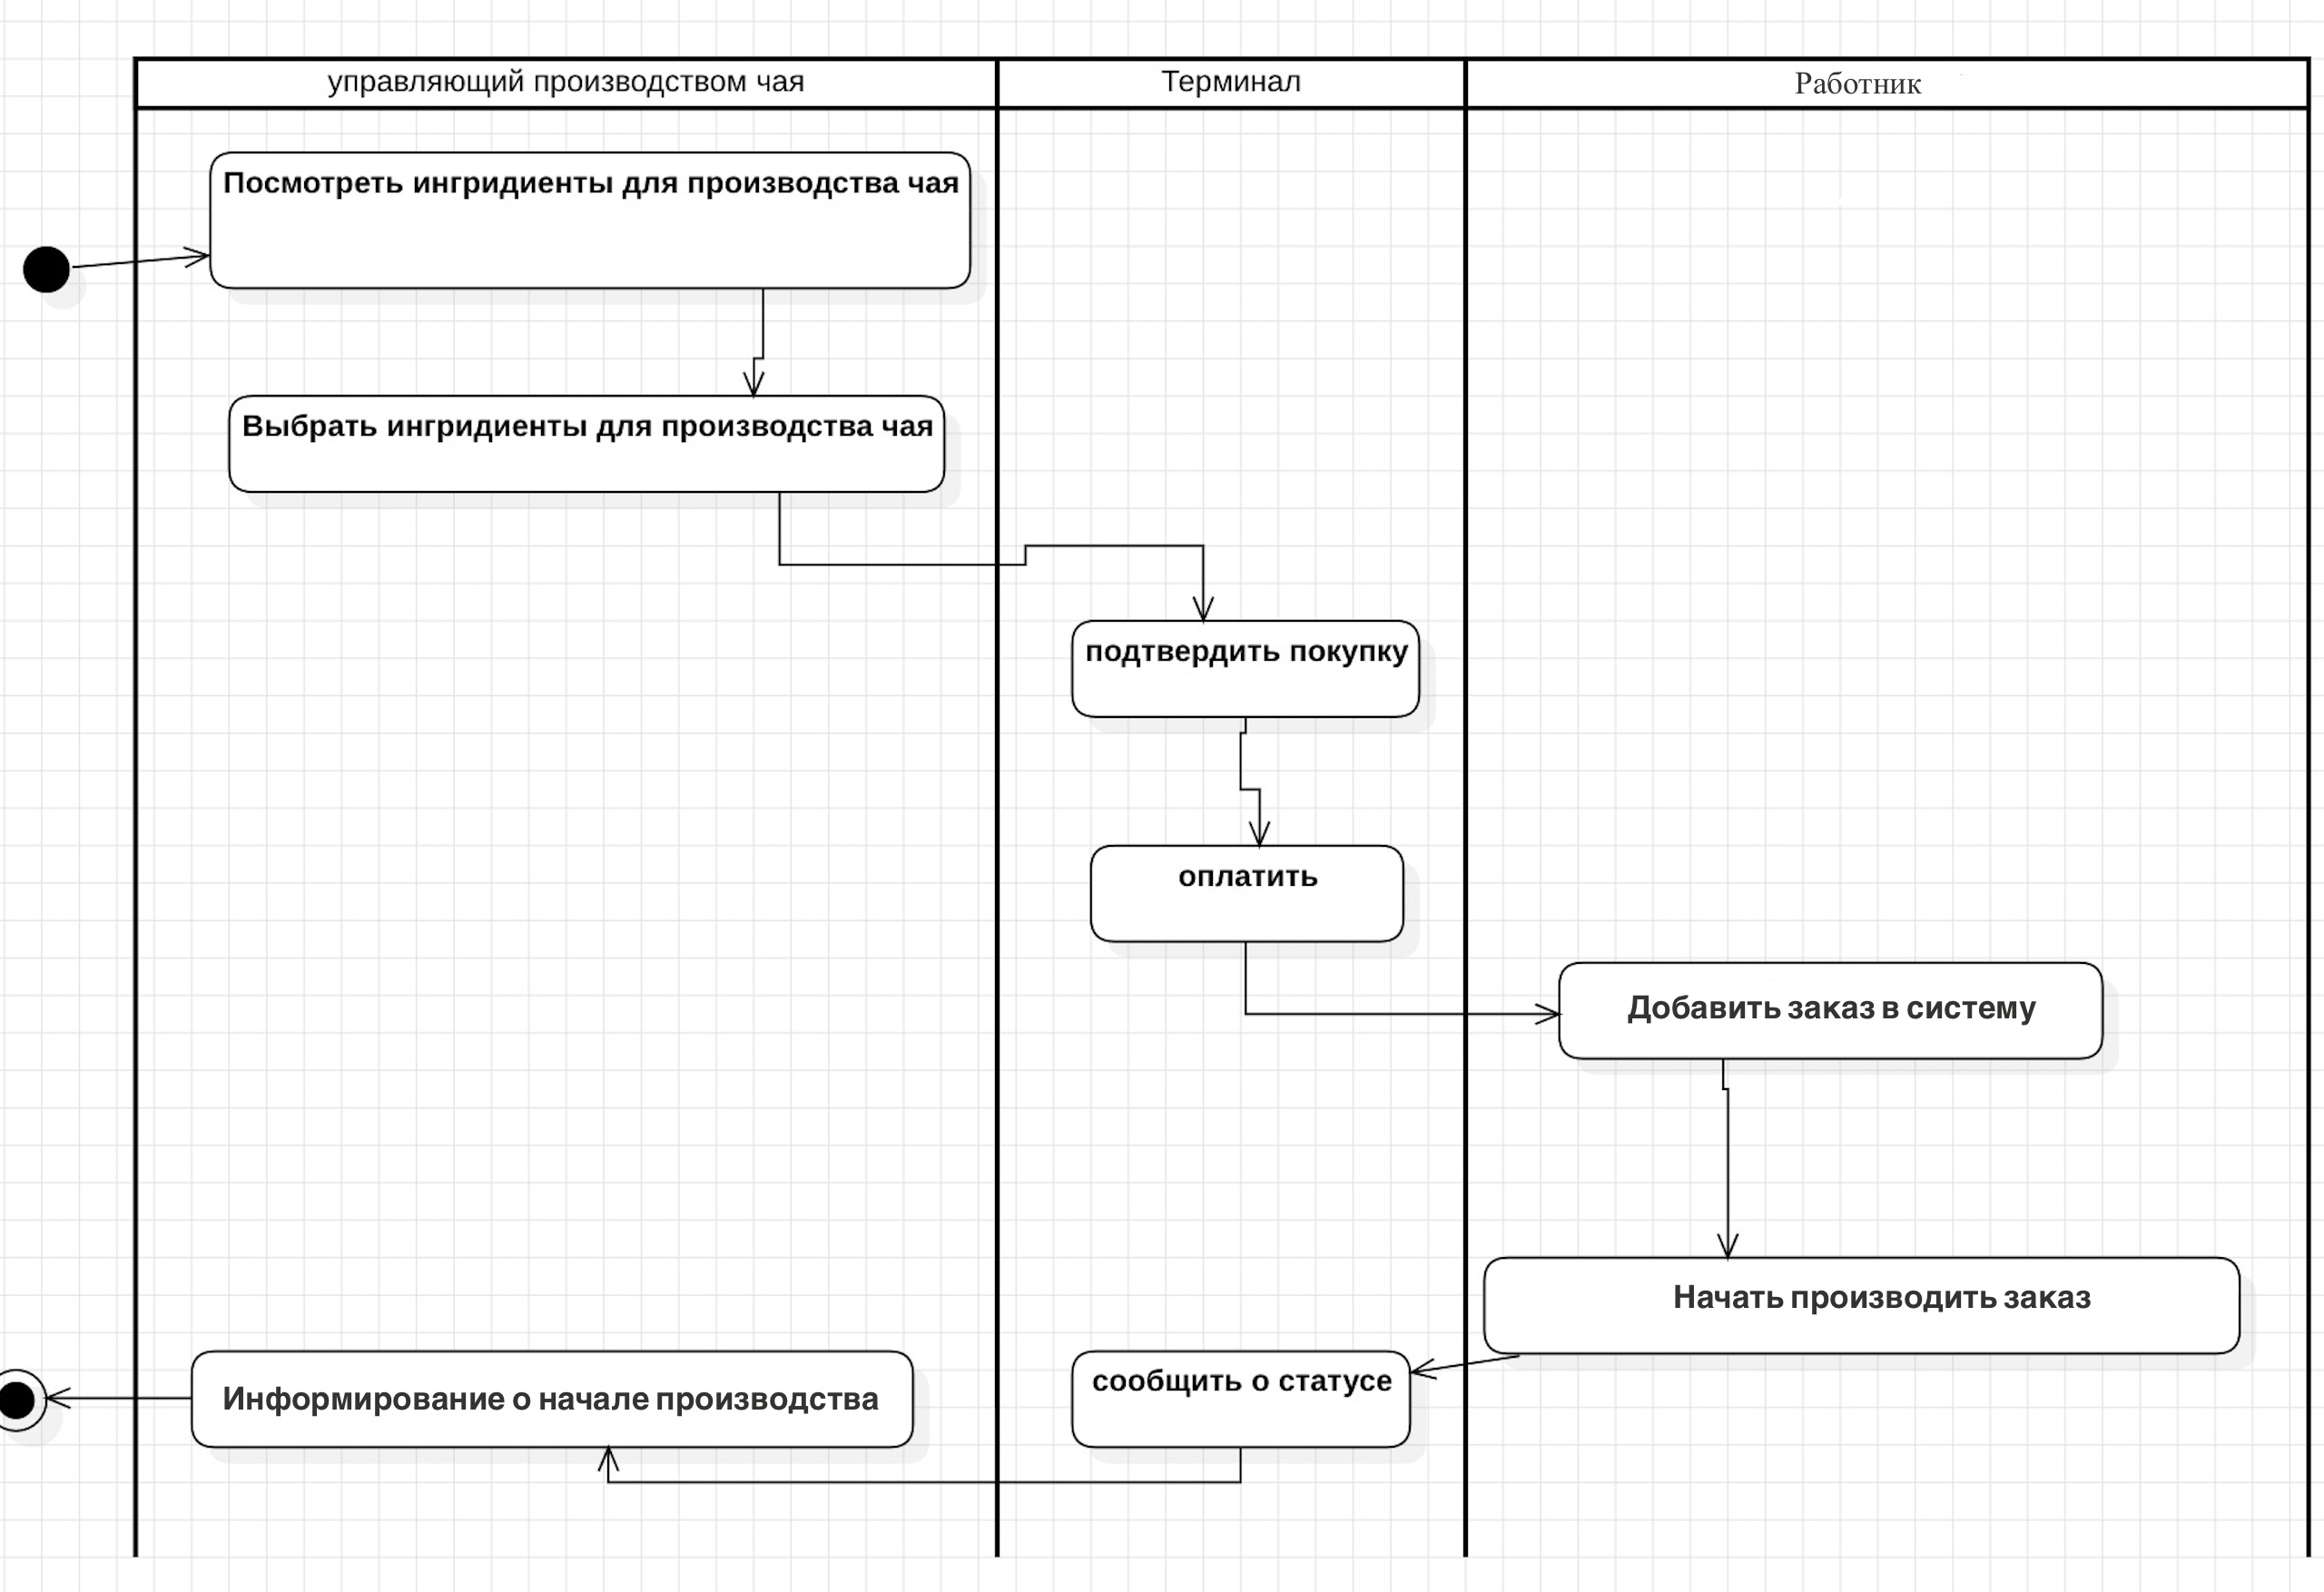 управляющий производством чая
Терминал
Работник
Посмотреть ингридиенты для производства чая
Выбрать ингридиенты для производства чая
подтвердить покупку
оплатить
Добавить заказ в систему
Начать производить заказ
сообщить о статусе
Информирование о начале производства